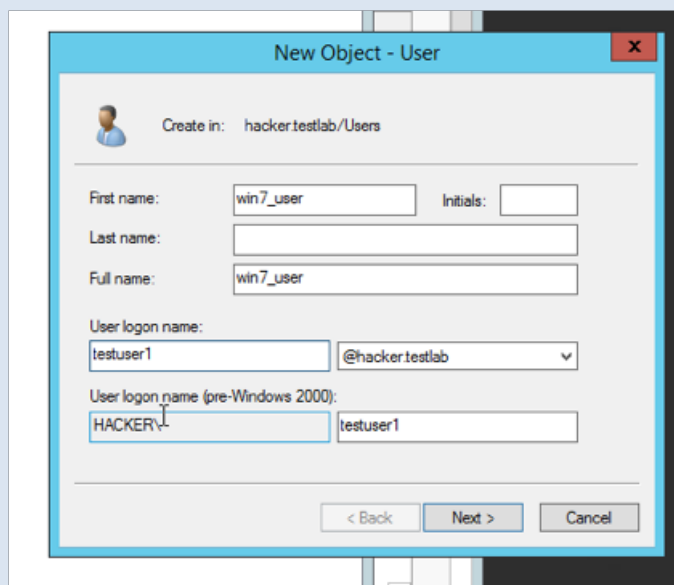 New Object - User
x
Create in: hacker.testlab/Users
First name: win7_user Initials:
Last name:
Full name: win7_user
User logon name:
testuser1 @hacker.testlab
User logon name (pre-Windows 2000):
HACKER\ testuser1
< Back Next > Cancel